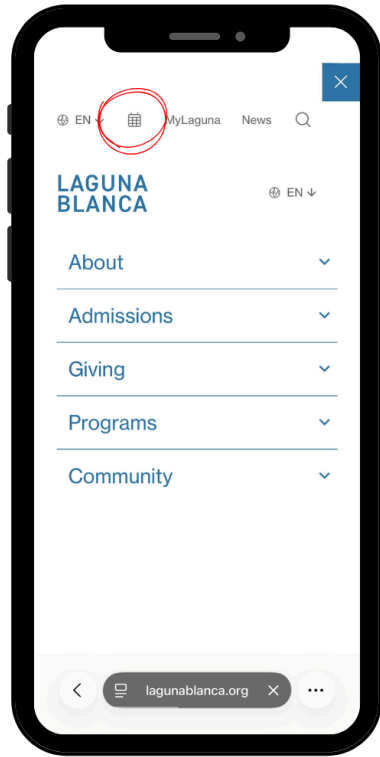 EN MyLaguna News
LAGUNA
BLANCA
EN
About
Admissions
Giving
Programs
Community
lagunablanca.org